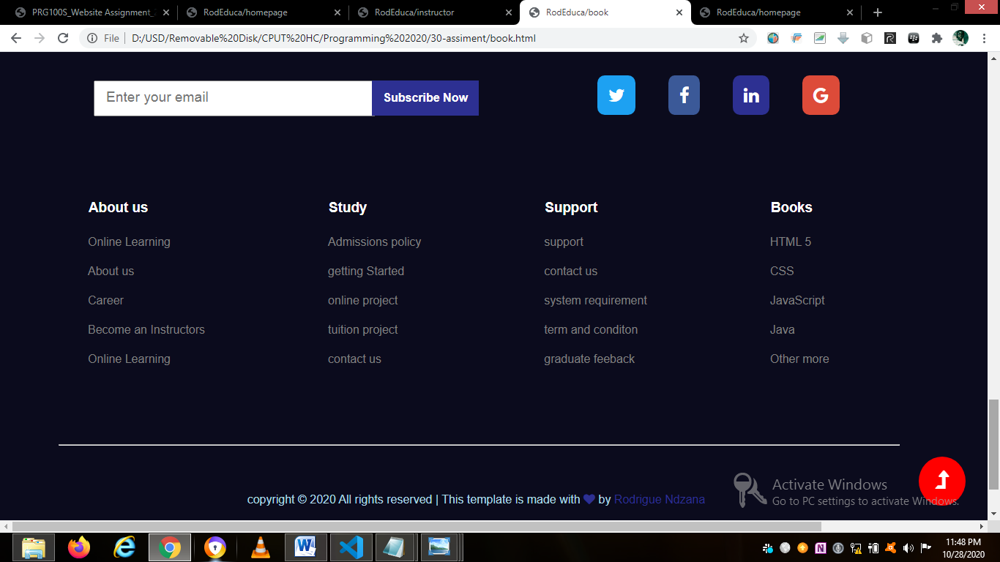 PRG100S_Website Assignment_
RodEduca/homepage
RodEduca/instructor
RodEduca/book
RodEduca/homepage
File
D:/USD/Removable%20Disk/CPUT%20HC/Programming%202020/30-assiment/book.html
Enter your email
Subscribe Now
About us
Study
Support
Books
Online Learning
Admissions policy
support
HTML 5
About us
getting Started
contact us
CSS
Career
online project
system requirement
JavaScript
Become an Instructors
tuition project
term and conditon
Java
Online Learning
contact us
graduate feeback
Other more
Activate Windows
Go to PC settings to activate Windows.
copyright © 2020 All rights reserved | This template is made with by Rodrigue Ndzana
11:48 PM
10/28/2020